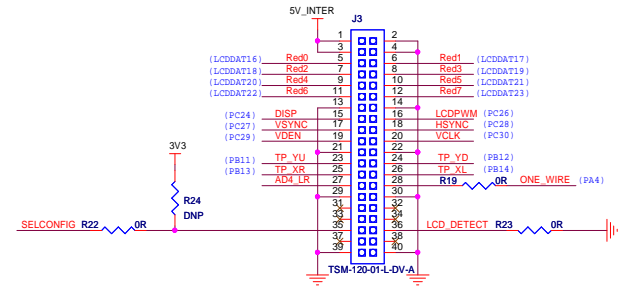 5V_INTER
J3
1 2
3 4
(LCDDAT16) Red0 5 6 Red1 (LCDDAT17)
(LCDDAT18) Red2 7 8 Red3 (LCDDAT19)
(LCDDAT20) Red4 9 10 Red5 (LCDDAT21)
(LCDDAT22) Red6 11 12 Red7 (LCDDAT23)
13 14
(PC24) DISP 15 16 LCDPWM (PC26)
(PC27) VSYNC 17 18 HSYNC (PC28)
(PC29) VDEN 19 20 VCLK (PC30)
3V3 21 22
(PB11) TP_YU 23 24 TP_YD (PB12)
(PB13) TP_XR 25 26 TP_XL (PB14)
AD4_LR 27 28 R19 0R ONE_WIRE (PA4)
R24 29 30
DNP 31 32
33 34
SELCONFIG R22 0R 35 36 LCD_DETECT R23 0R
37 38
39 40
TSM-120-01-L-DV-A